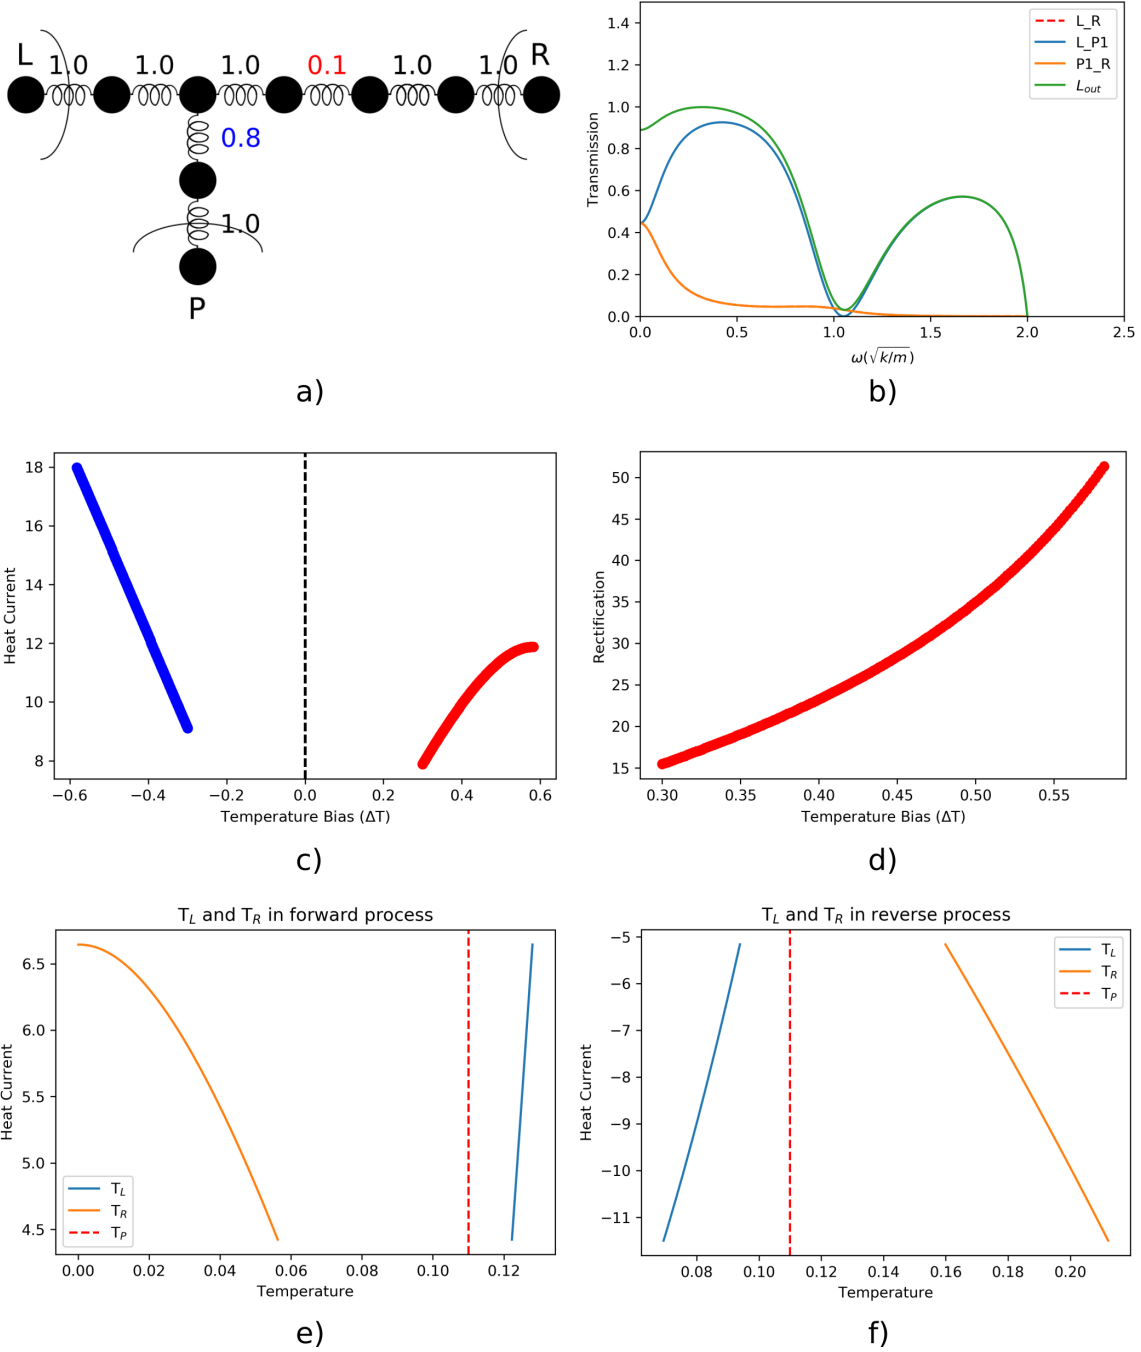 L
1.0
1.0
1.0
0.1
1.0
1.0
R
0.8
1.0
P
a)
Transmission
1.4
1.2
1.0
0.8
0.6
0.4
0.2
0.0
0.0
0.5
1.0
1.5
2.0
2.5
ω(√k/m)
L_R
L_P1
P1_R
L_out
b)
Heat Current
18
16
14
12
10
8
−0.6
−0.4
−0.2
0.0
0.2
0.4
0.6
Temperature Bias (ΔT)
c)
Rectification
50
45
40
35
30
25
20
15
0.30
0.35
0.40
0.45
0.50
0.55
Temperature Bias (ΔT)
d)
T_L and T_R in forward process
Heat Current
6.5
6.0
5.5
5.0
4.5
T_L
T_R
T_P
0.00
0.02
0.04
0.06
0.08
0.10
0.12
Temperature
e)
T_L and T_R in reverse process
Heat Current
−5
−6
−7
−8
−9
−10
−11
T_L
T_R
T_P
0.08
0.10
0.12
0.14
0.16
0.18
0.20
Temperature
f)